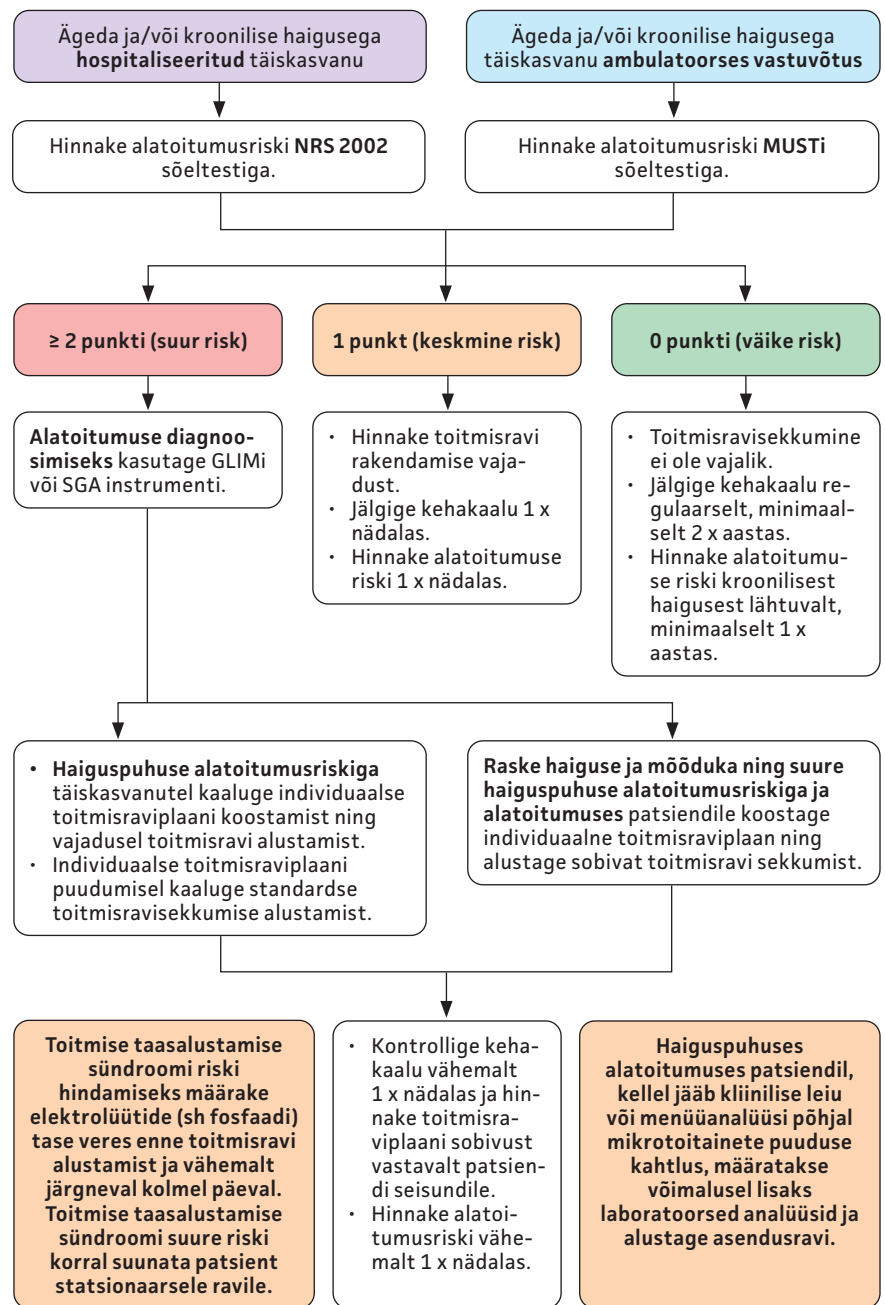 Ägeda ja/või kroonilise haigusega
hospitaliseeritud täiskasvanu
Ägeda ja/või kroonilise haigusega
täiskasvanu ambulatoorses vastuvõtus
Hinnake alatoitumusriski NRS 2002
sõeltestiga.
Hinnake alatoitumusriski MUSTi
sõeltestiga.
≥ 2 punkti (suur risk)
1 punkt (keskmine risk)
0 punkti (väike risk)
Alatoitumuse diagnoo-
simiseks kasutage GLIMi
või SGA instrumenti.
· Hinnake toitmisravi
rakendamise vaja-
dust.
· Jälgige kehakaalu 1 x
nädalas.
· Hinnake alatoitumuse
riski 1 x nädalas.
· Toitmisravisekkumine
ei ole vajalik.
· Jälgige kehakaalu re-
gulaarselt, minimaal-
selt 2 x aastas.
· Hinnake alatoitumu-
se riski kroonilisest
haigusest lähtuvalt,
minimaalselt 1 x
aastas.
• Haiguspuhuse alatoitumusriskiga
täiskasvanutel kaaluge individuaalse
toitmisraviplaani koostamist ning
vajadusel toitmisravi alustamist.
· Individuaalse toitmisraviplaani
puudumisel kaaluge standardse
toitmisravisekkumise alustamist.
Raske haiguse ja mõõduka ning suure
haiguspuhuse alatoitumusriskiga ja
alatoitumuses patsiendile koostage
individuaalne toitmisraviplaan ning
alustage sobivat toitmisravi sekkumist.
Toitmise taasalustamise
sündroomi riski
hindamiseks määrake
elektrolüütide (sh fosfaadi)
tase veres enne toitmisravi
alustamist ja vähemalt
järgneval kolmel päeval.
Toitmise taasalustamise
sündroomi suure riski
korral suunata patsient
statsionaarsele ravile.
· Kontrollige keha-
kaalu vähemalt
1 x nädalas ja hin-
nake toitmisra-
viplaani sobivust
vastavalt patsien-
di seisundile.
· Hinnake alatoi-
tumusriski vähe-
malt 1 x nädalas.
Haiguspuhuses
alatoitumuses patsiendil,
kellel jääb kliinilise leiu
või menüüanalüüsi põhjal
mikrotoitainete puuduse
kahtlus, määratakse
võimalusel lisaks
laboratoorsed analüüsid ja
alustage asendusravi.